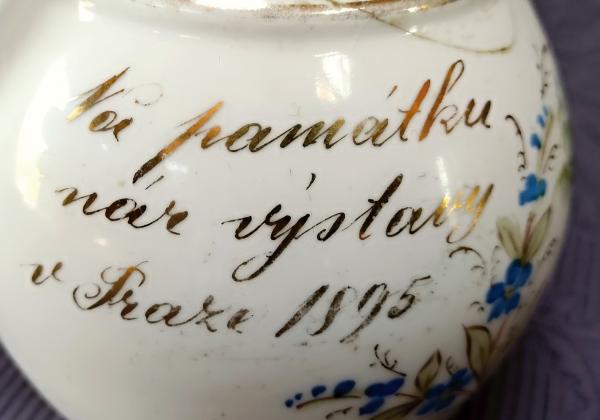 Na památku
nár výstavy
v Praze 1895